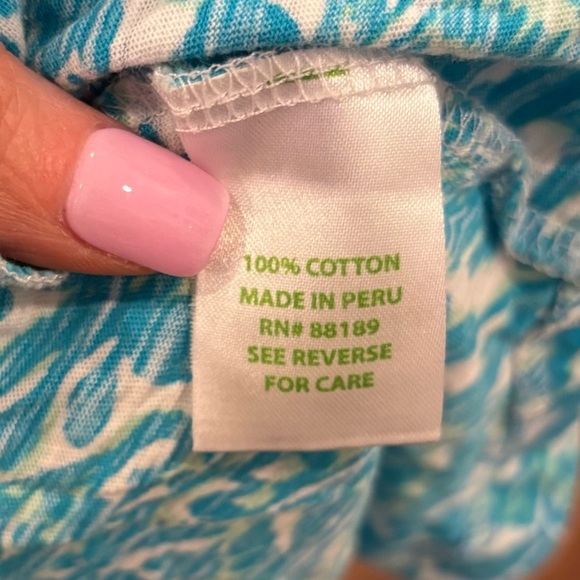 100% COTTON
MADE IN PERU
RN# 88189
SEE REVERSE
FOR CARE